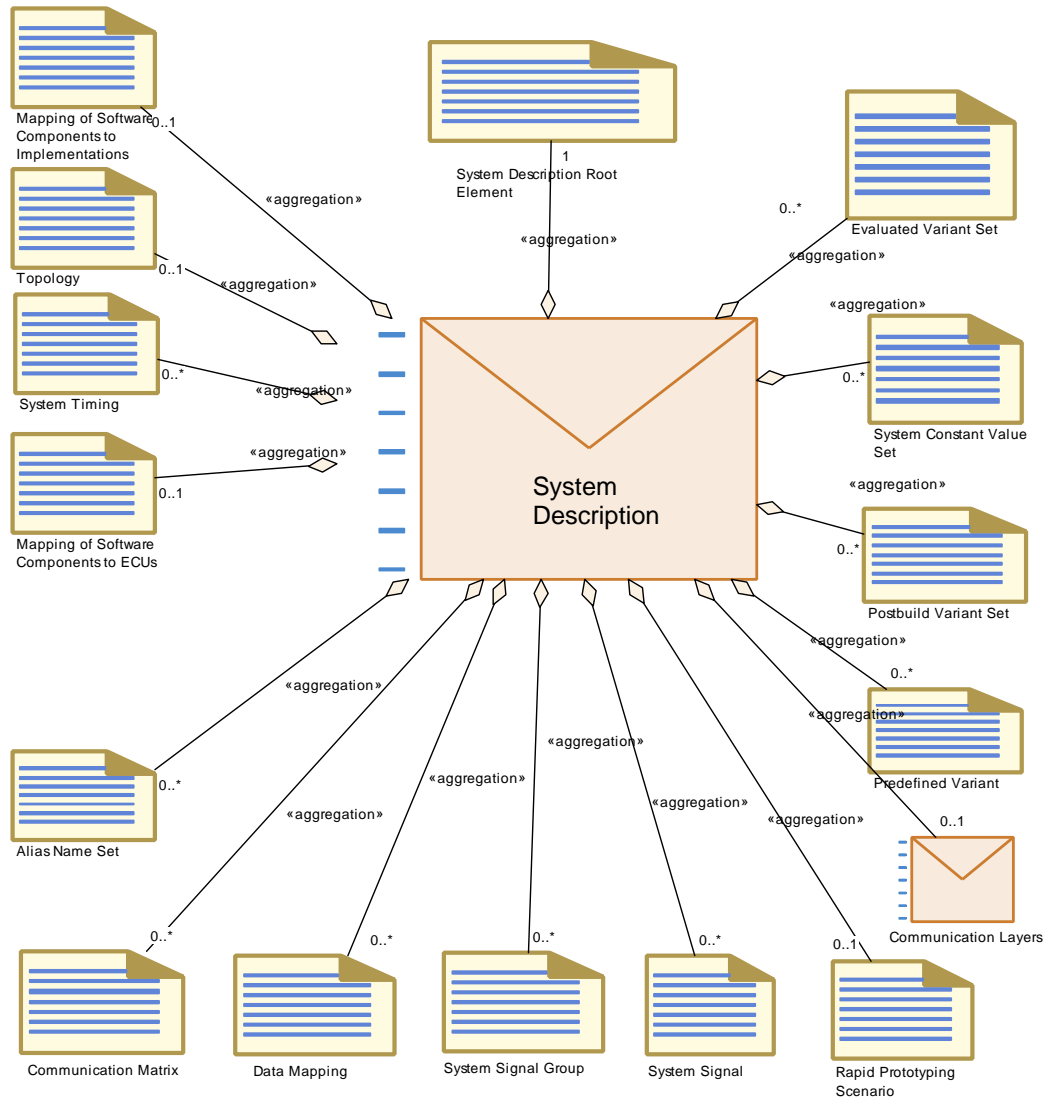 Mapping of Software
Components to
Implementations
0..1
«aggregation»
System Description Root
Element
1
«aggregation»
Evaluated Variant Set
0..*
«aggregation»
Topology
0..1
«aggregation»
System Timing
0..*
«aggregation»
«aggregation»
System Constant Value
Set
0..*
Mapping of Software
Components to ECUs
0..1
«aggregation»
System
Description
«aggregation»
Postbuild Variant Set
0..*
«aggregation»
0..*
Predefined Variant
«aggregation»
0..1
Communication Layers
«aggregation»
0..*
Alias Name Set
«aggregation»
0..*
Communication Matrix
«aggregation»
0..*
Data Mapping
«aggregation»
0..*
System Signal Group
«aggregation»
0..*
System Signal
«aggregation»
0..1
Rapid Prototyping
Scenario